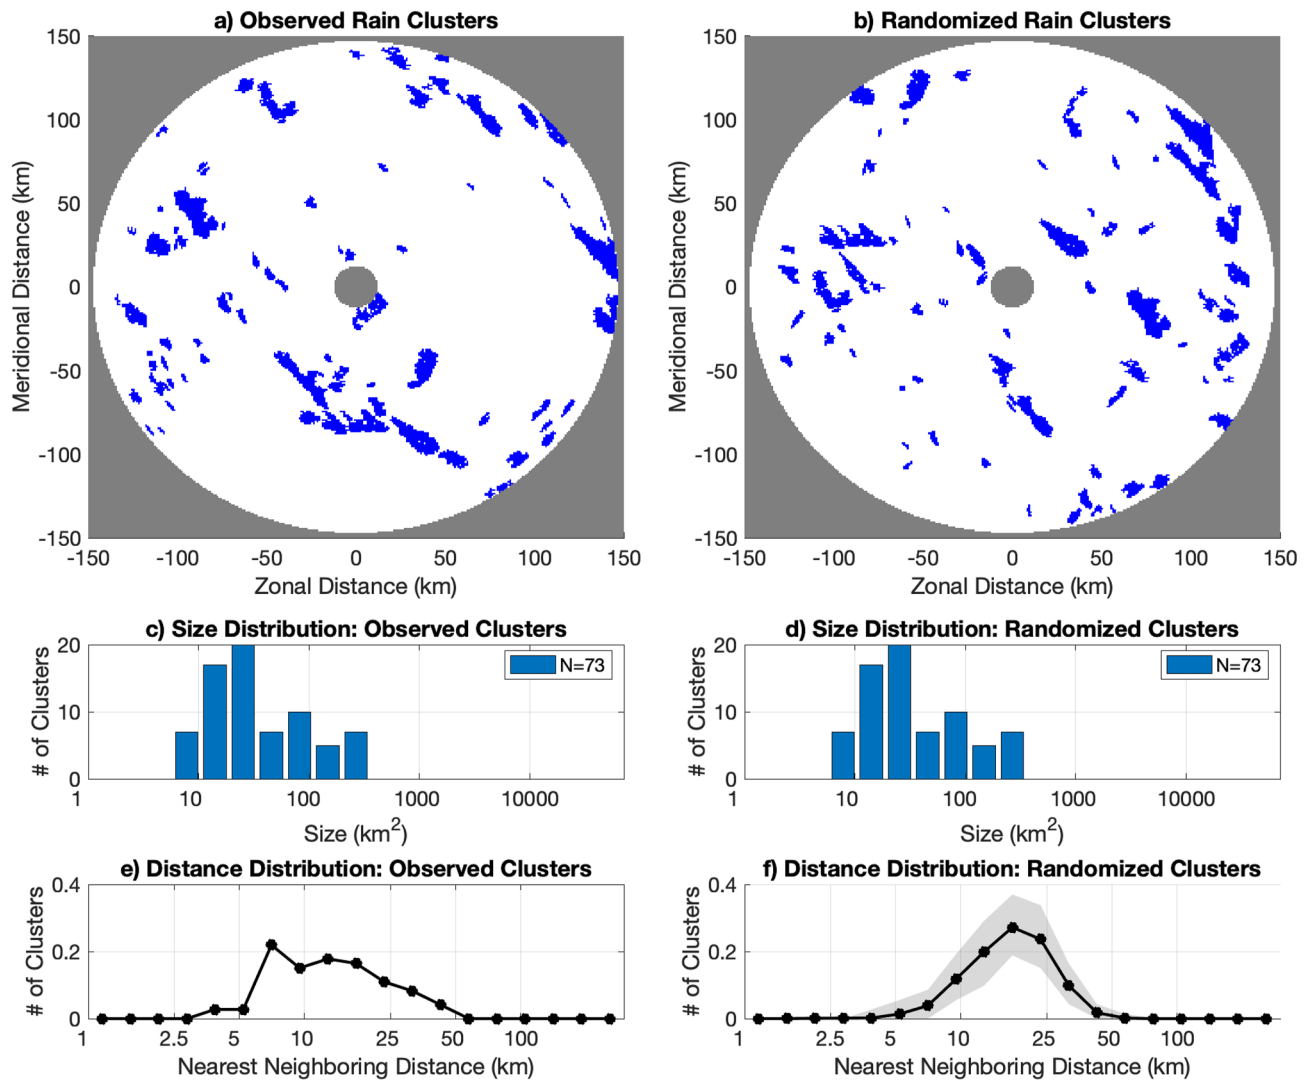 a) Observed Rain Clusters
150
100
50
0
-50
-100
-150
Meridional Distance (km)
-150 -100 -50 0 50 100 150
Zonal Distance (km)
b) Randomized Rain Clusters
150
100
50
0
-50
-100
-150
Meridional Distance (km)
-150 -100 -50 0 50 100 150
Zonal Distance (km)
c) Size Distribution: Observed Clusters
20
10
0
# of Clusters
N=73
1 10 100 1000 10000
Size (km²)
d) Size Distribution: Randomized Clusters
20
10
0
# of Clusters
N=73
1 10 100 1000 10000
Size (km²)
e) Distance Distribution: Observed Clusters
0.4
0.2
0
# of Clusters
1 2.5 5 10 25 50 100
Nearest Neighboring Distance (km)
f) Distance Distribution: Randomized Clusters
0.4
0.2
0
# of Clusters
1 2.5 5 10 25 50 100
Nearest Neighboring Distance (km)